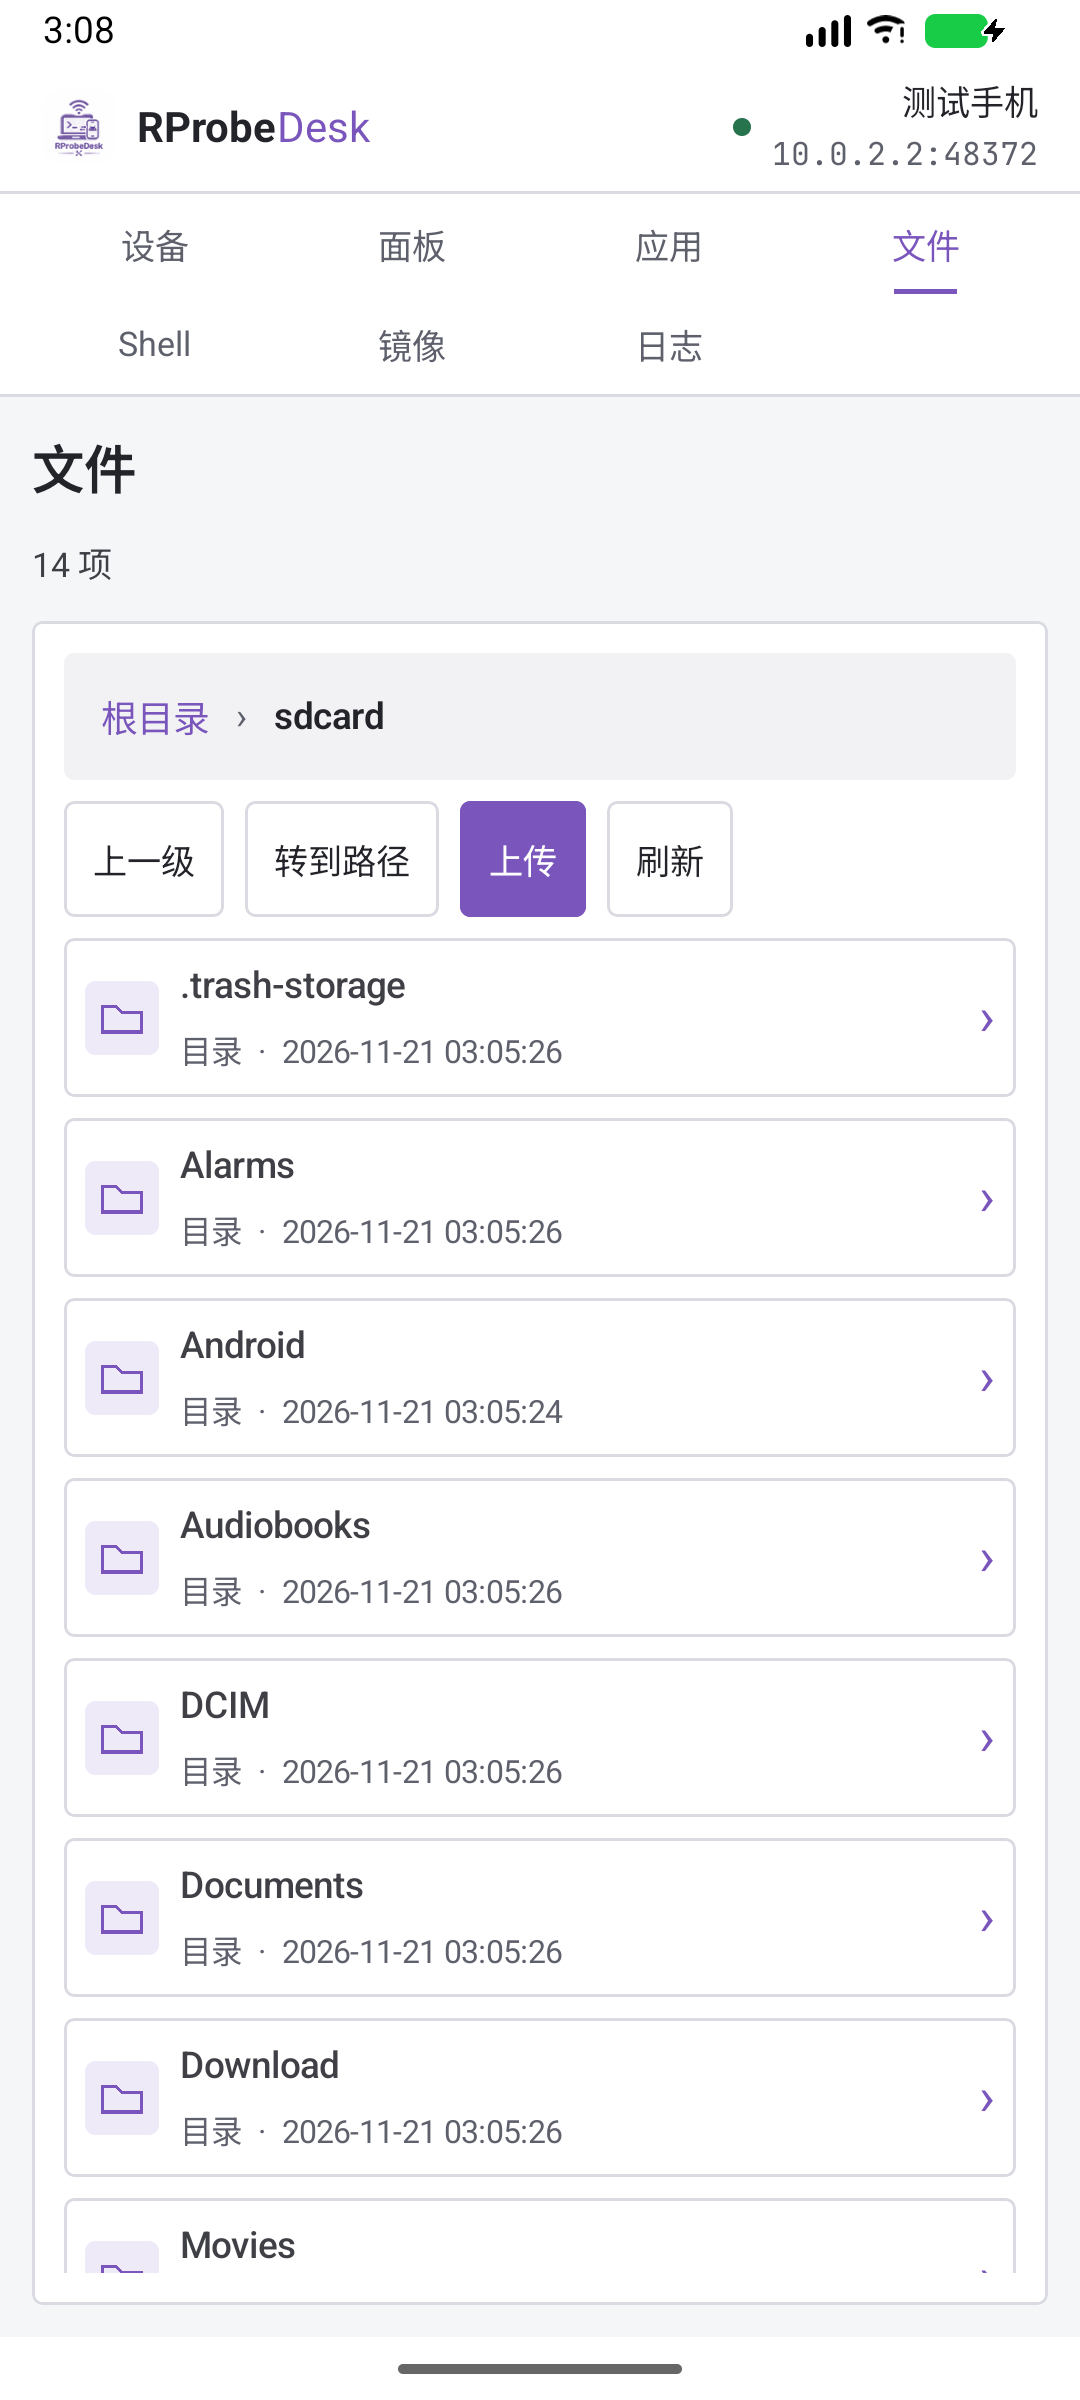 3:08
RProbeDesk
RProbeDesk
测试手机
10.0.2.2:48372
设备 面板 应用 文件
Shell 镜像 日志
文件
14 项
根目录 › sdcard
上一级 转到路径 上传 刷新
.trash-storage
目录 · 2026-11-21 03:05:26
Alarms
目录 · 2026-11-21 03:05:26
Android
目录 · 2026-11-21 03:05:24
Audiobooks
目录 · 2026-11-21 03:05:26
DCIM
目录 · 2026-11-21 03:05:26
Documents
目录 · 2026-11-21 03:05:26
Download
目录 · 2026-11-21 03:05:26
Movies